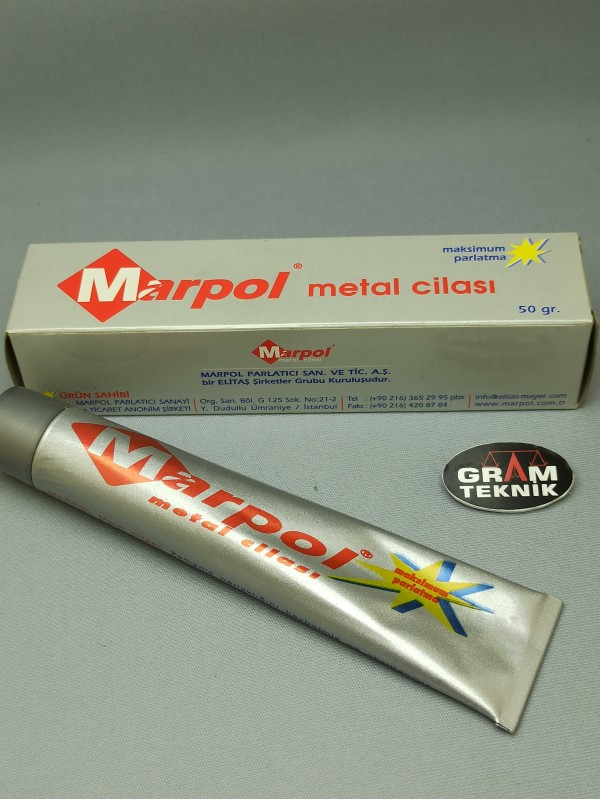 Marpol® metal cilası
maksimum
parlatma
50 gr.
Marpol
MARPOL PARLATICI SAN. VE TİC. A.Ş.
bir ELİTAŞ Şirketler Grubu Kuruluşudur.
ÜRÜN SAHİBİ
MARPOL PARLATICI SANAYİ
TİCARET ANONİM ŞİRKETİ
Org. San. Böl. G 125 Sok. No:21-2
Y. Dudullu Ümraniye / İstanbul
Tel : (+90 216) 365 29 95 pbx
Faks : (+90 216) 420 87 84
info@elitas-mayer.com
www.marpol.com.tr
GRAM
TEKNİK
Marpol®
metal cilası
maksimum
parlatma